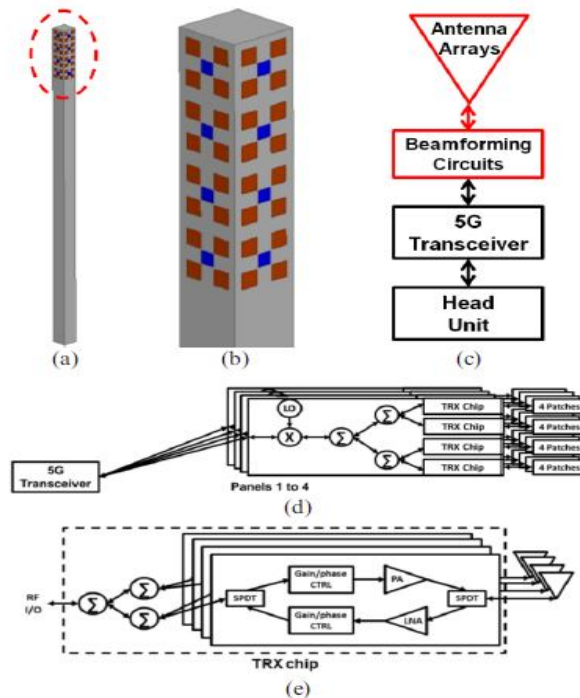 Antenna
Arrays
Beamforming
Circuits
5G
Transceiver
Head
Unit
(a)
(b)
(c)
LO
X
Σ
Σ
Σ
TRX Chip
TRX Chip
TRX Chip
TRX Chip
4 Patches
4 Patches
4 Patches
4 Patches
5G
Transceiver
Panels 1 to 4
(d)
RF
I/O
Σ
Σ
Σ
SPDT
Gain/phase
CTRL
PA
SPDT
Gain/phase
CTRL
LNA
TRX chip
(e)